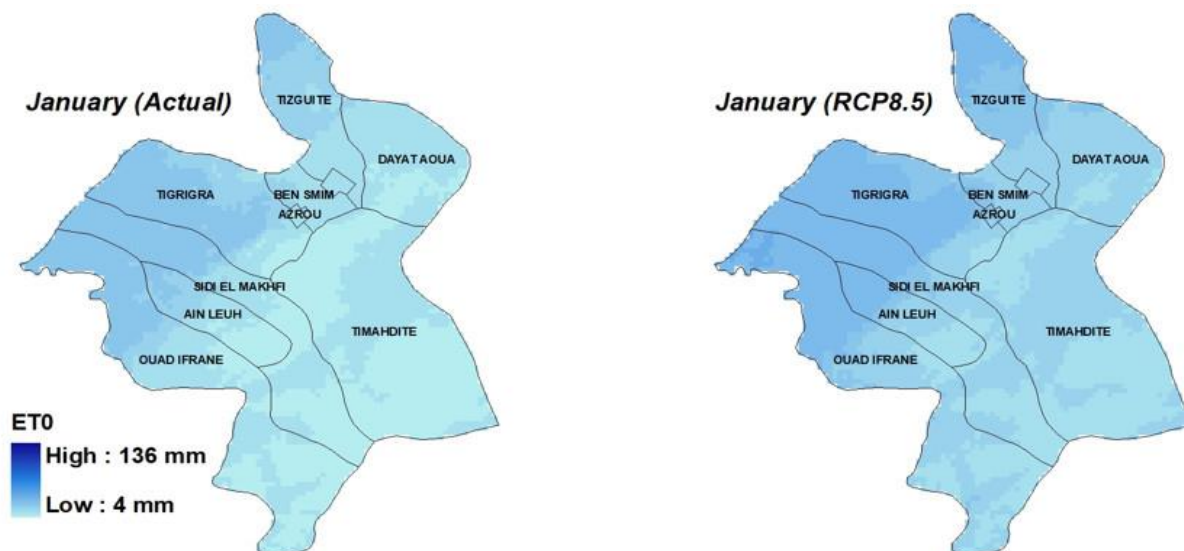 January (Actual)
TIZGUITE
DAYAT AOUA
TIGRIGRA
BEN SMIM
AZROU
SIDI EL MAKHFI
AIN LEUH
TIMAHDITE
OUAD IFRANE
ET0
High : 136 mm
Low : 4 mm
January (RCP8.5)
TIZGUITE
DAYAT AOUA
TIGRIGRA
BEN SMIM
AZROU
SIDI EL MAKHFI
AIN LEUH
TIMAHDITE
OUAD IFRANE